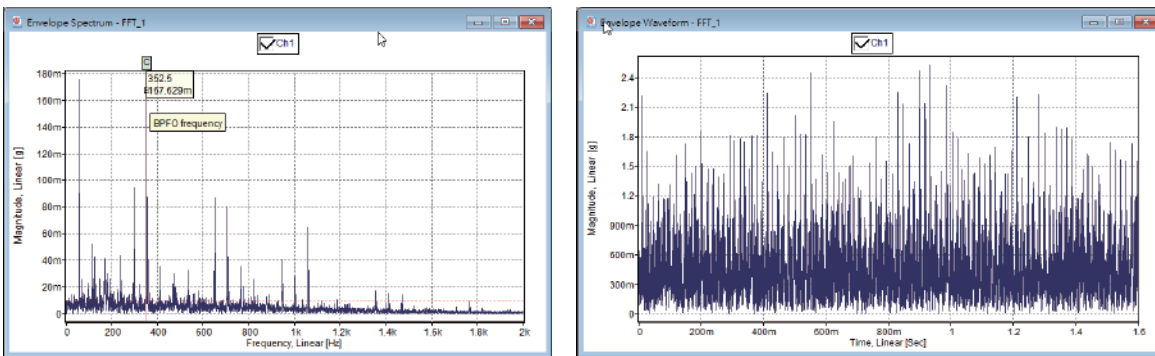 Envelope Spectrum - FFT_1
Ch1
C
352.5
167.629m
BPFO frequency
180m
160m
140m
120m
100m
80m
60m
40m
20m
0
0 200 400 600 800 1k 1.2k 1.4k 1.6k 1.8k 2k
Magnitude, Linear [g]
Frequency, Linear [Hz]
Envelope Waveform - FFT_1
Ch1
2.4
2.1
1.8
1.5
1.2
900m
600m
300m
0
.0 200m 400m 600m 800m 1 1.2 1.4 1.6
Magnitude, Linear [g]
Time, Linear [Sec]